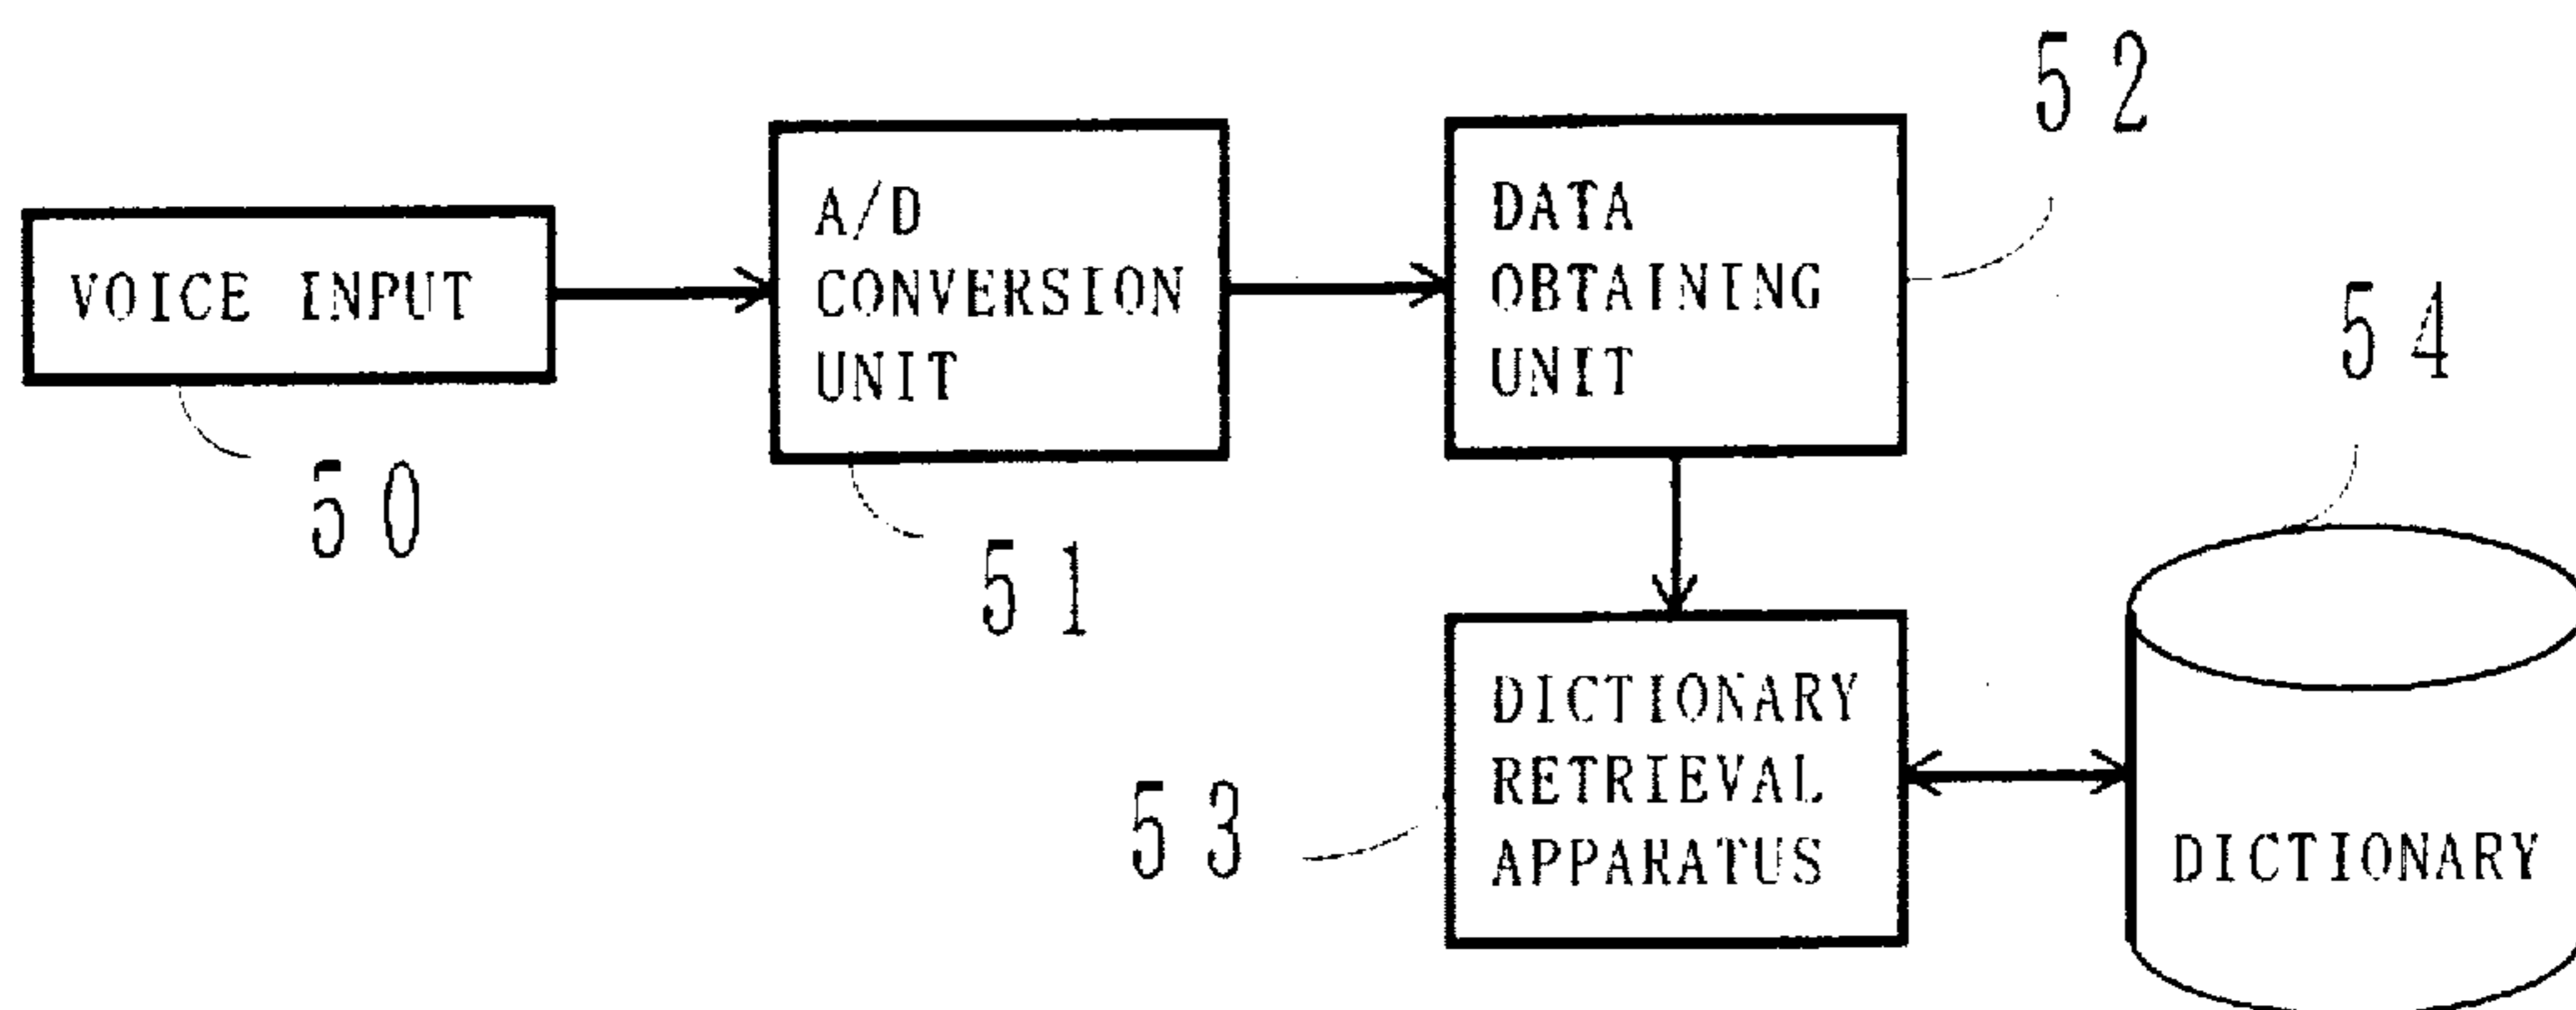 VOICE INPUT
50
A/D
CONVERSION
UNIT
51
DATA
OBTAINING
UNIT
52
DICTIONARY
RETRIEVAL
APPARATUS
53
DICTIONARY
54